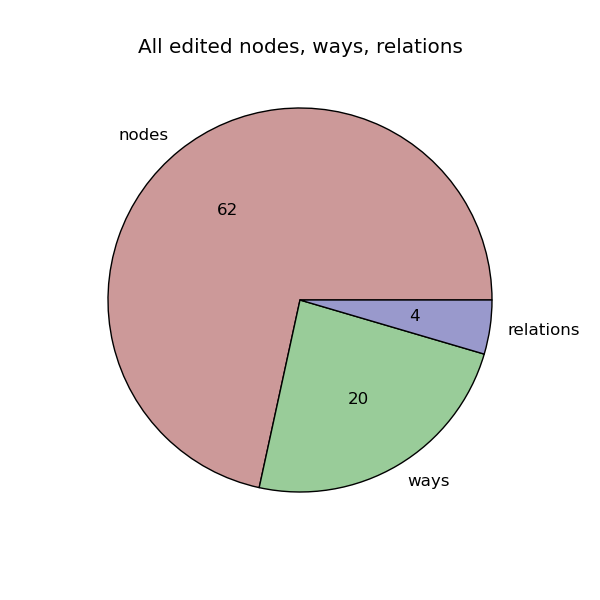 All edited nodes, ways, relations
nodes
62
4
relations
20
ways